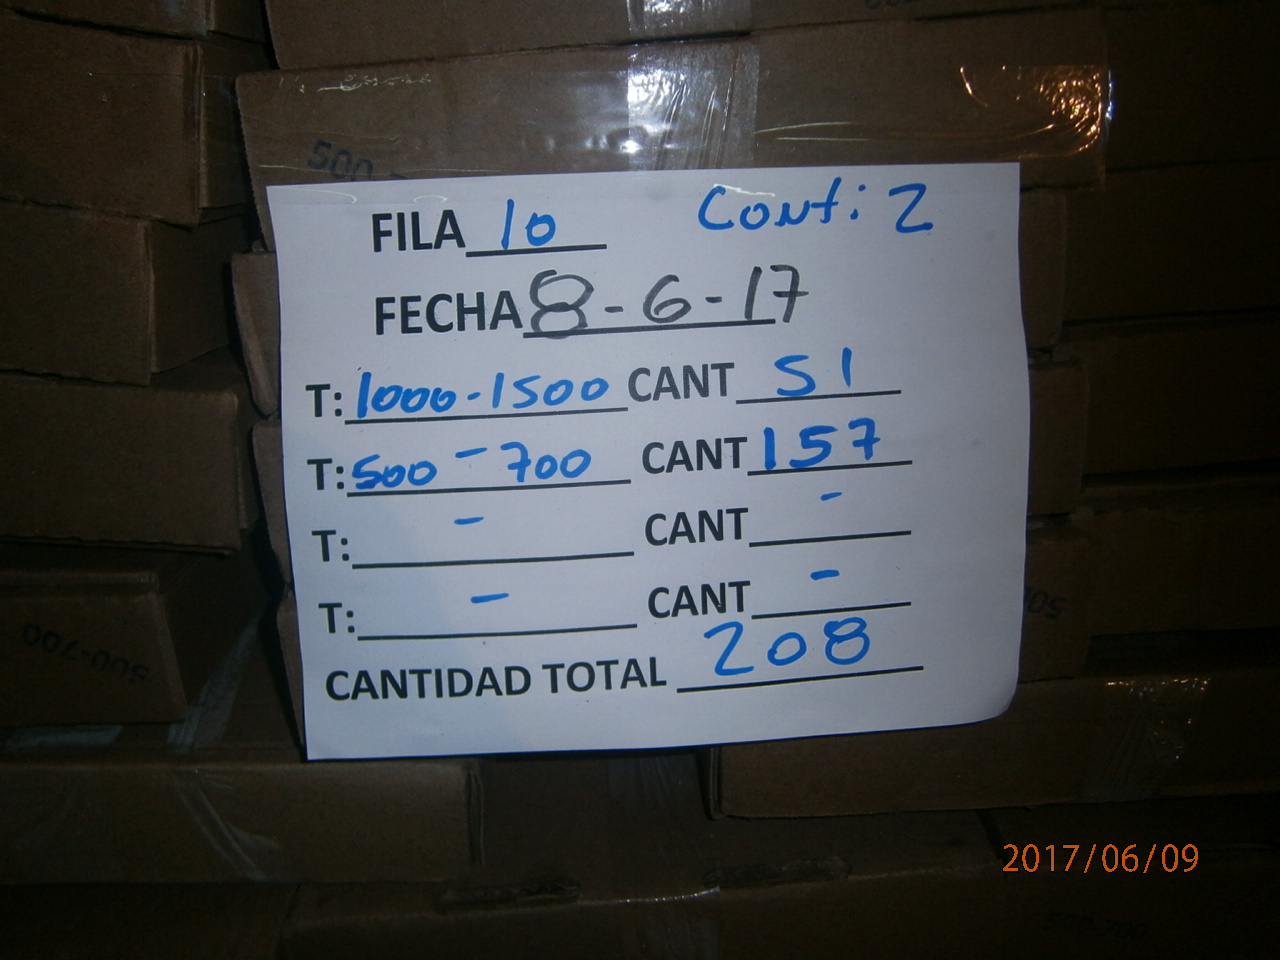 500-
FILA 10 Cont: 2
FECHA 8-6-17
T: 1000-1500 CANT 51
T: 500-700 CANT 157
T: - CANT -
T: - CANT -
CANTIDAD TOTAL 208
500-700
500-700
2017/06/09